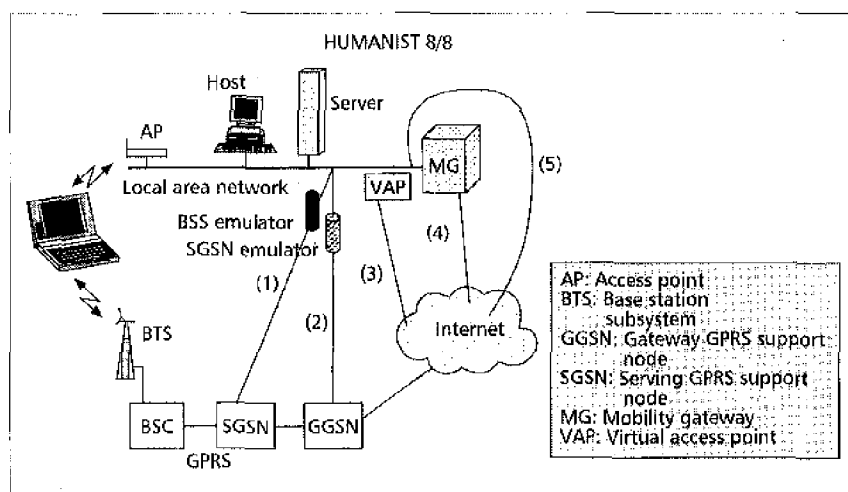 HUMANIST 8/8
Host
Server
AP
MG
(5)
Local area network
VAP
BSS emulator
SGSN emulator
(4)
(1)
(3)
(2)
BTS
Internet
BSC
SGSN
GGSN
GPRS
AP: Access point
BTS: Base station
subsystem
GGSN: Gateway GPRS support
node
SGSN: Serving GPRS support
node
MG: Mobility gateway
VAP: Virtual access point